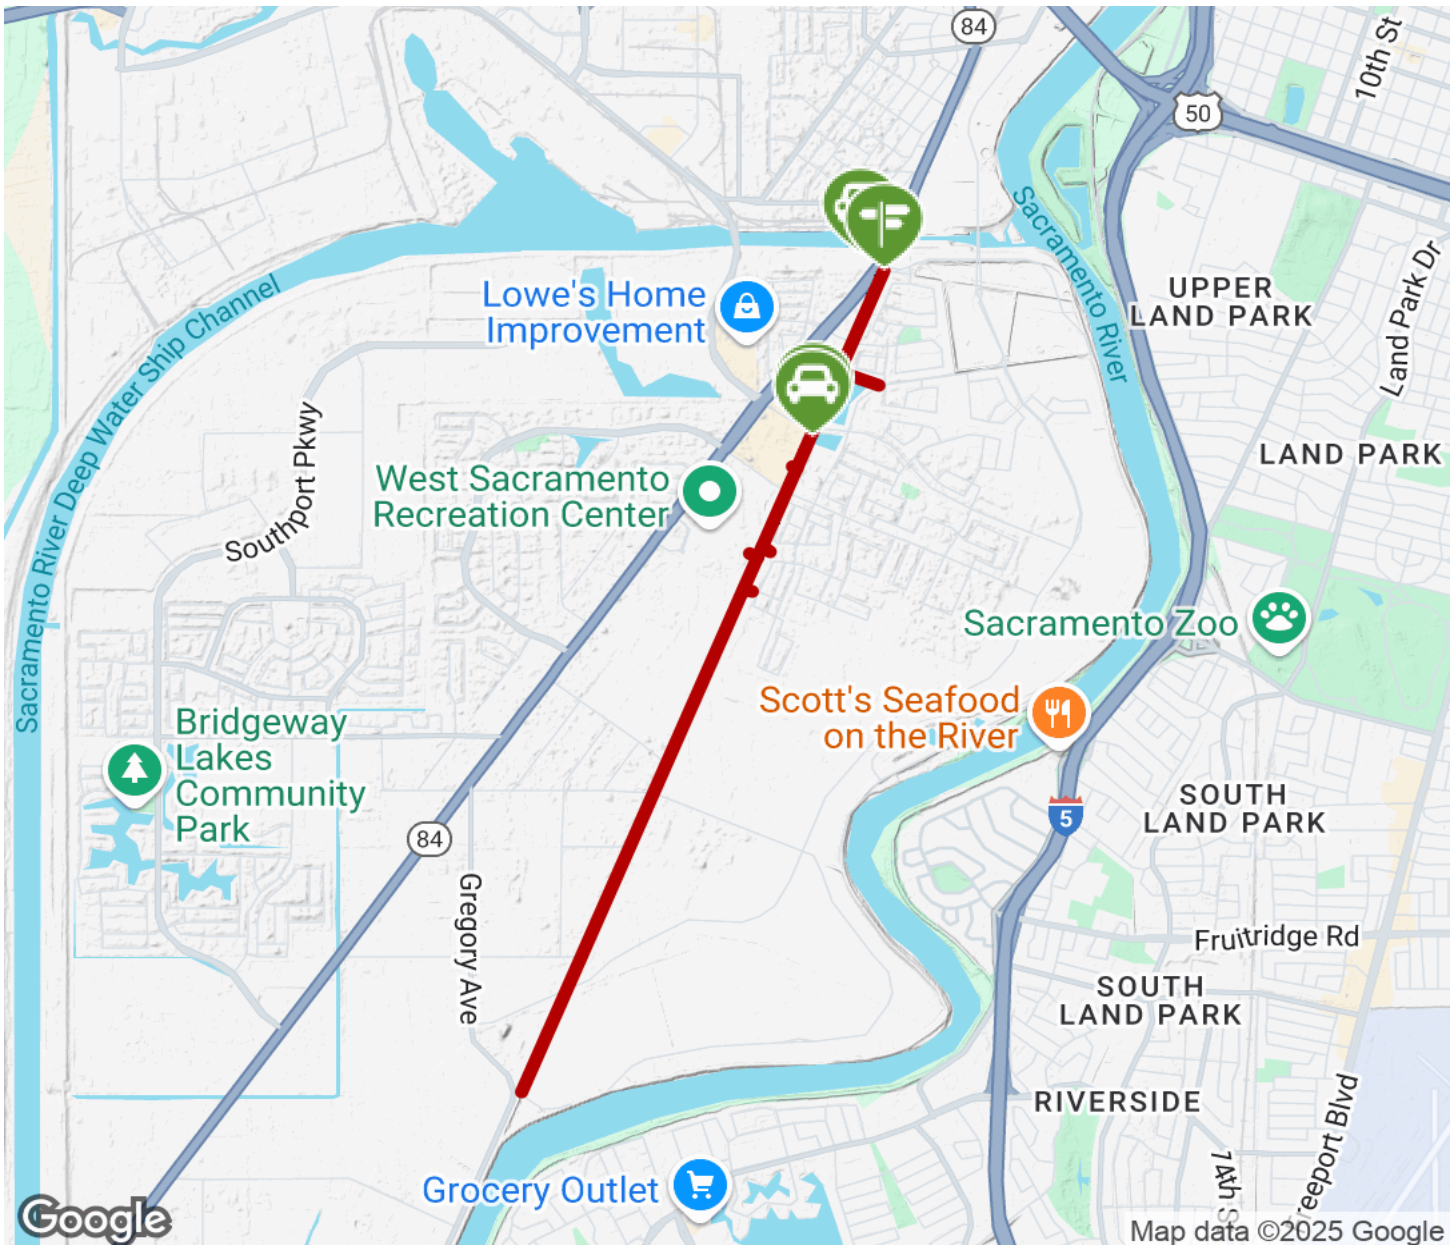 84
10th St
50
Sacramento River
UPPER
LAND PARK
Land Park Dr
Sacramento River Deep Water Ship Channel
Lowe's Home
Improvement
Southport Pkwy
LAND PARK
West Sacramento
Recreation Center
Sacramento Zoo
Scott's Seafood
on the River
Bridgeway
Lakes
Community
Park
5
SOUTH
LAND PARK
84
Gregory Ave
Fruitridge Rd
SOUTH
LAND PARK
RIVERSIDE
Freeport Blvd
Grocery Outlet
Google
Map data ©2025 Google